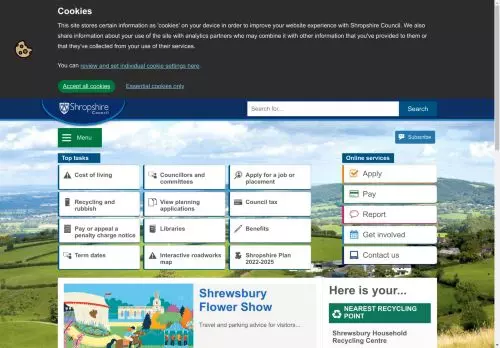 Cookies
This site stores certain information as 'cookies' on your device in order to improve your website experience with Shropshire Council. We also
share information about your use of the site with analytics partners who may combine it with other information that you've provided to them or
that they've collected from your use of their services.
You can review and set individual cookie settings here.
Accept all cookies
Essential cookies only
Shropshire
Council
Search for...
Search
Menu
Subscribe
Top tasks
Cost of living
Councillors and
committees
Apply for a job or
placement
Recycling and
rubbish
View planning
applications
Council tax
Pay or appeal a
penalty charge notice
Libraries
Benefits
Term dates
Interactive roadworks
map
Shropshire Plan
2022-2025
Online services
Apply
Pay
Report
Get involved
Contact us
Shrewsbury
Flower Show
Travel and parking advice for visitors...
Here is your...
NEAREST RECYCLING
POINT
Shrewsbury Household
Recycling Centre